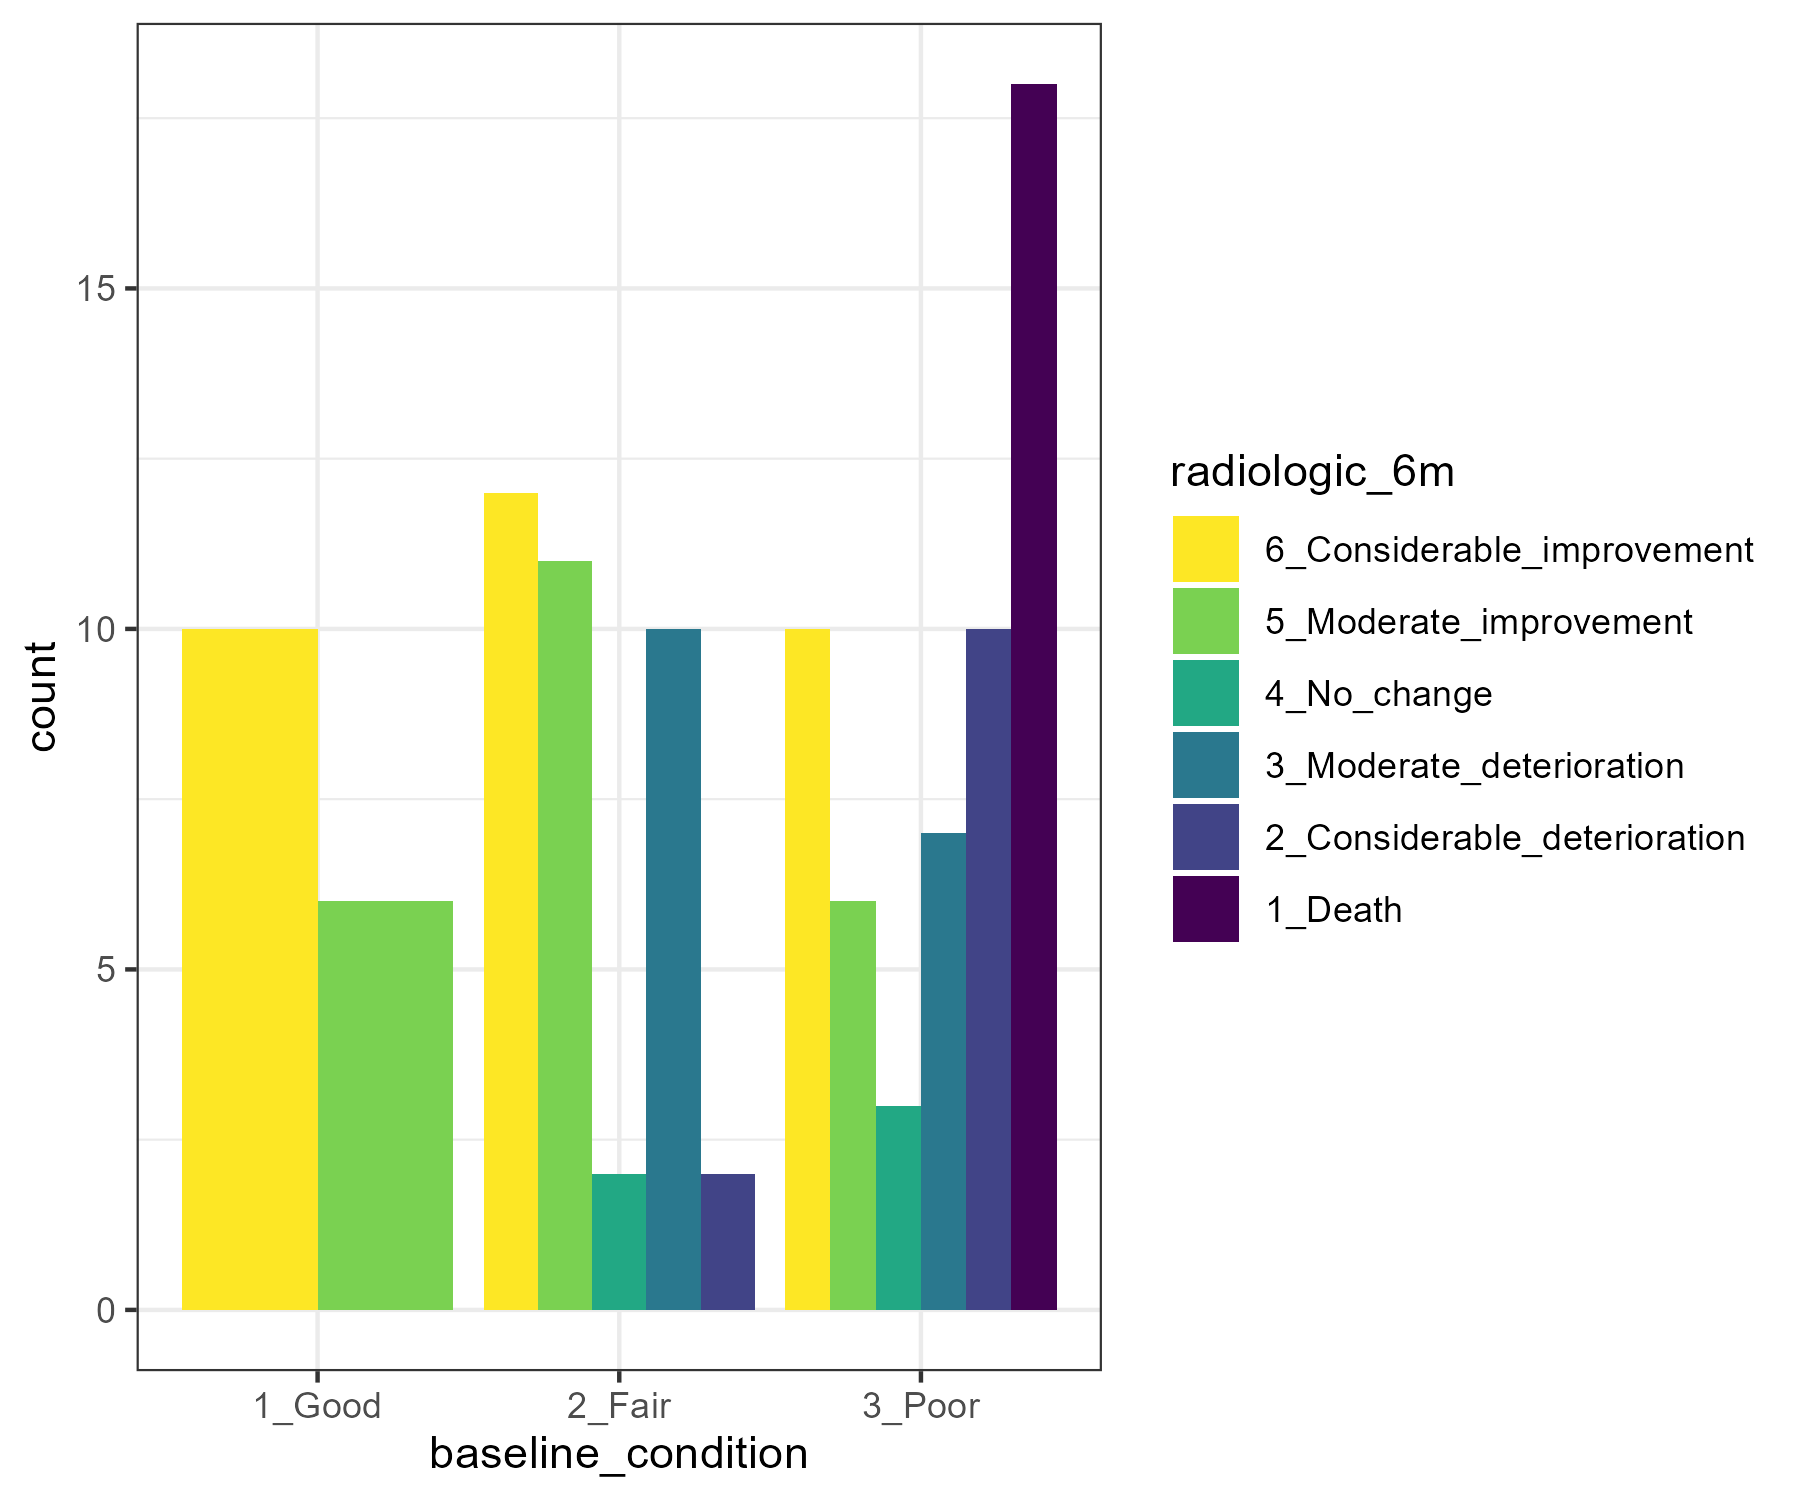 count
15
10
5
0
1_Good
2_Fair
3_Poor
baseline_condition
radiologic_6m
6_Considerable_improvement
5_Moderate_improvement
4_No_change
3_Moderate_deterioration
2_Considerable_deterioration
1_Death